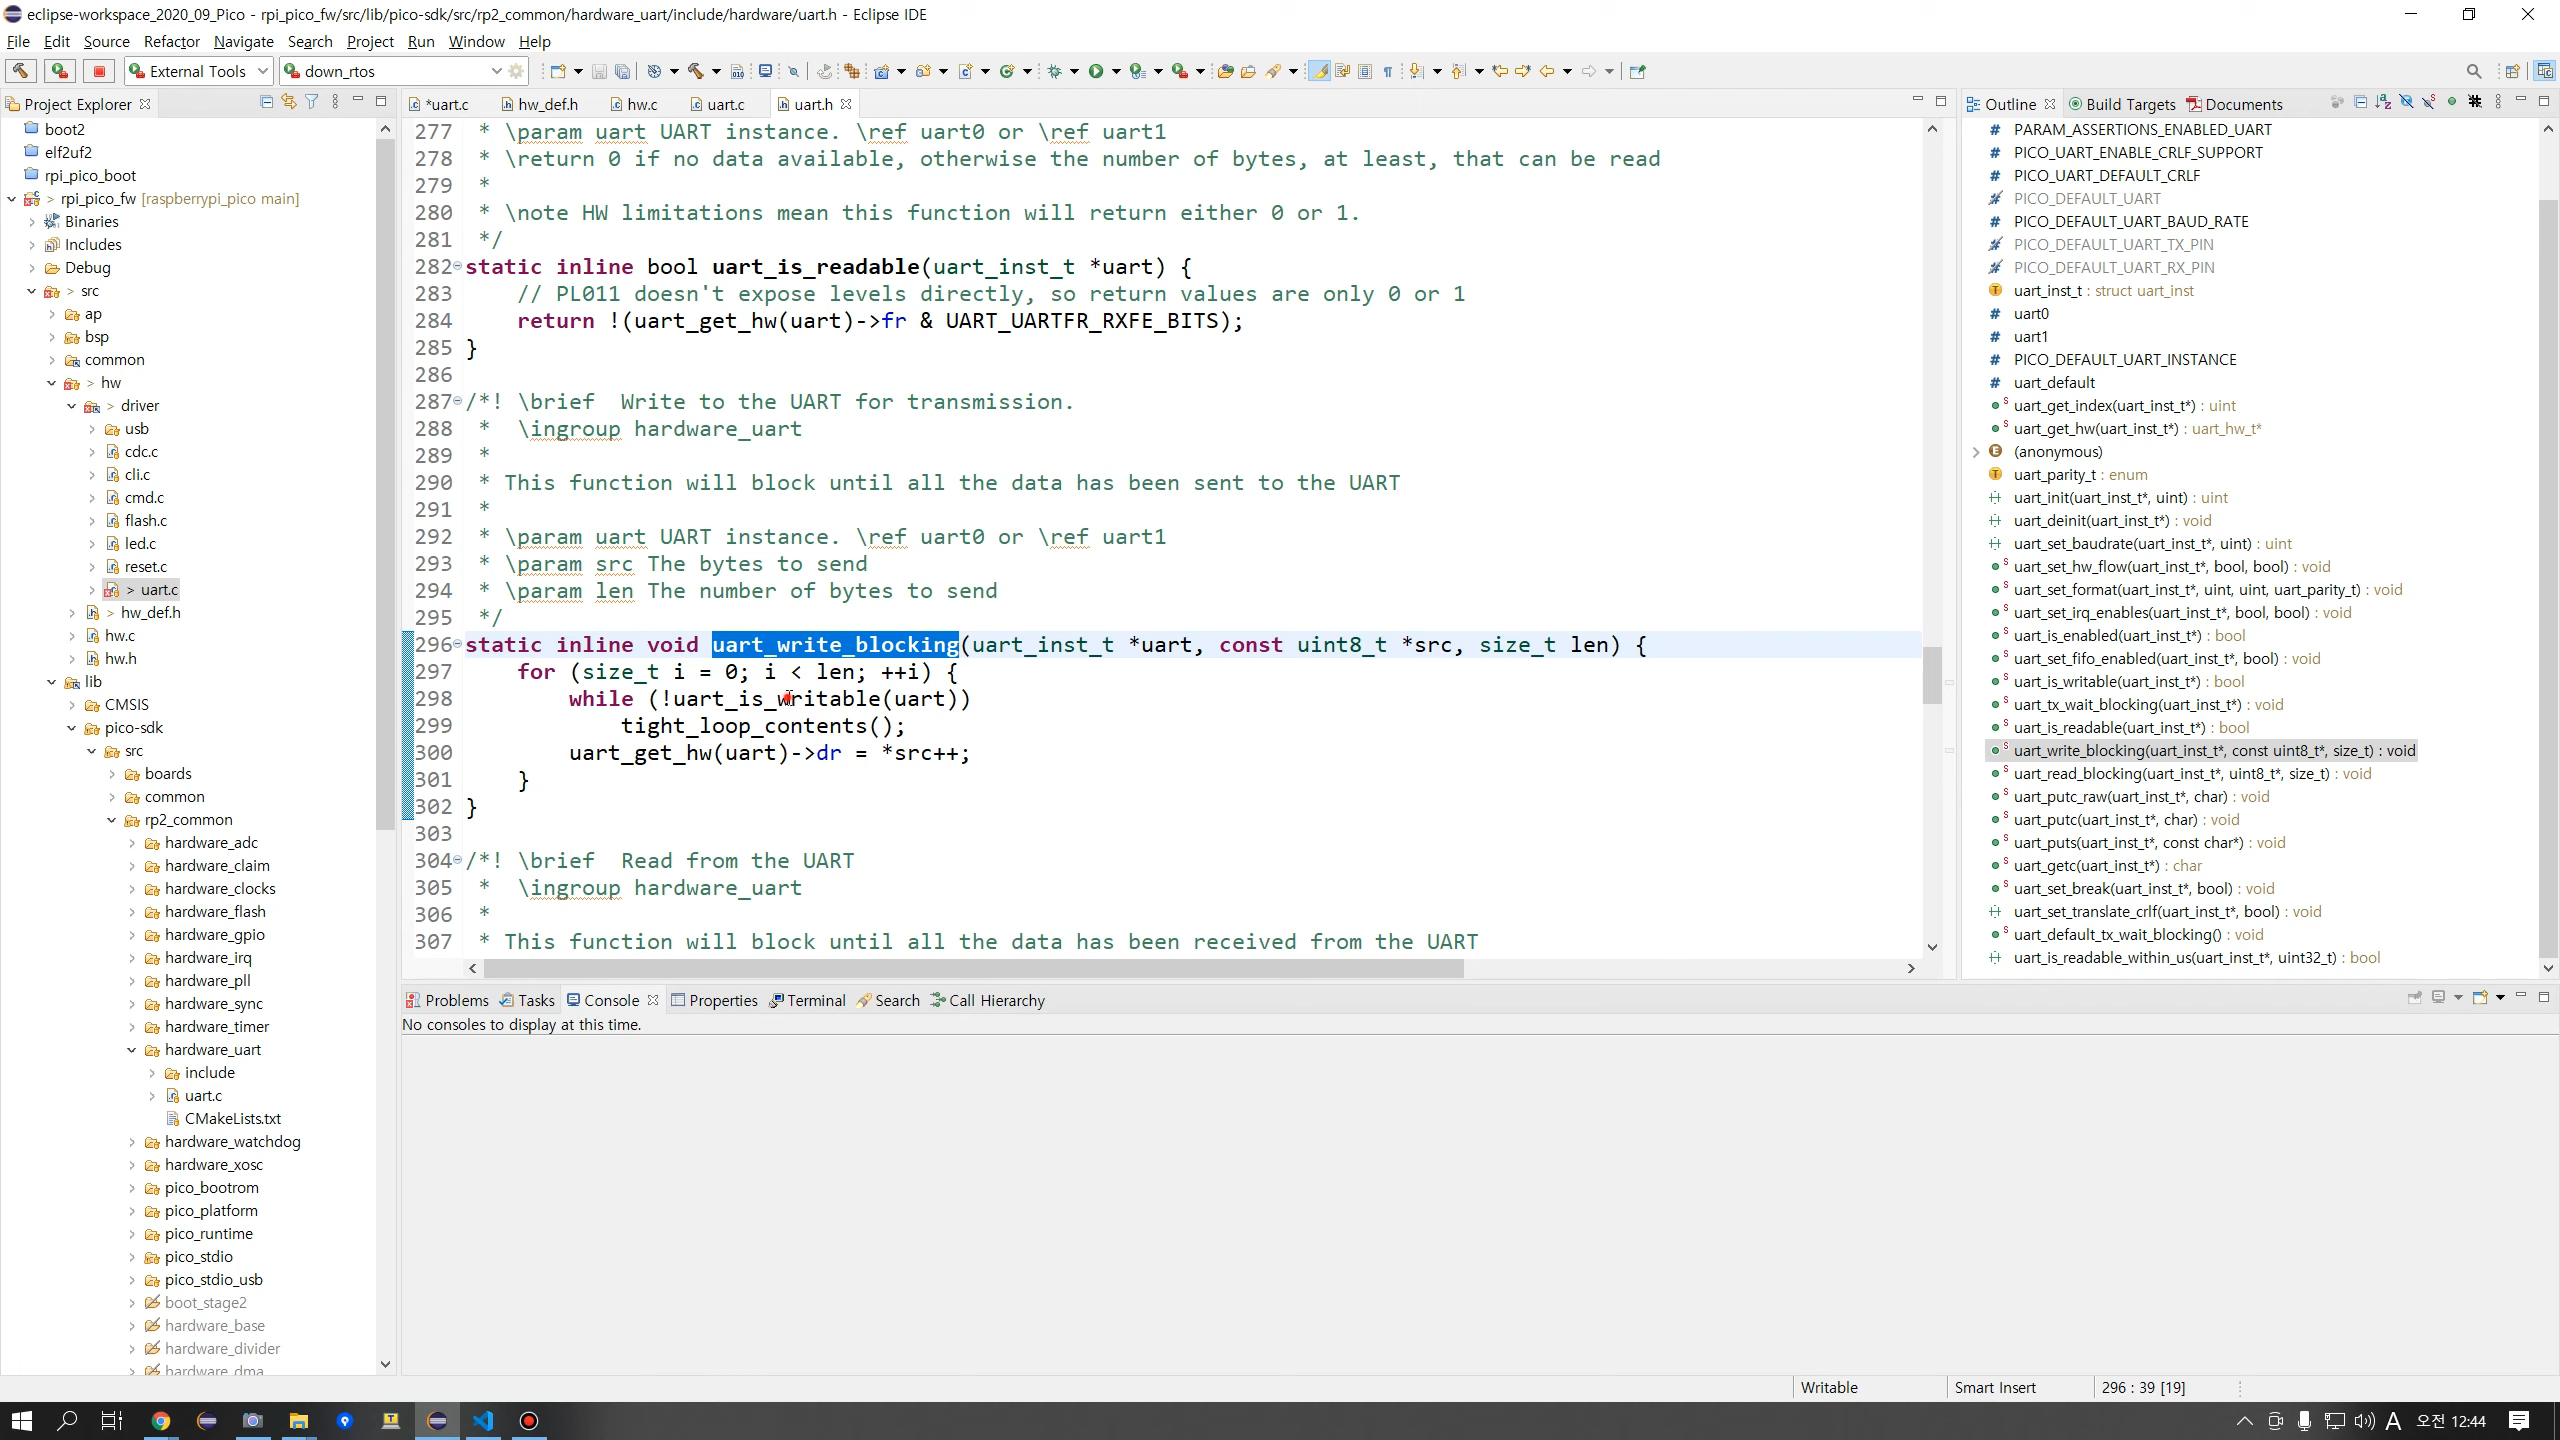 eclipse-workspace_2020_09_Pico - rpi_pico_fw/src/lib/pico-sdk/src/rp2_common/hardware_uart/include/hardware/uart.h - Eclipse IDE
File Edit Source Refactor Navigate Search Project Run Window Help
External Tools
down_rtos
Project Explorer
boot2
elf2uf2
rpi_pico_boot
> rpi_pico_fw [raspberrypi_pico main]
Binaries
Includes
Debug
> src
ap
bsp
common
> hw
> driver
usb
cdc.c
cli.c
cmd.c
flash.c
led.c
reset.c
> uart.c
> hw_def.h
hw.c
hw.h
lib
CMSIS
pico-sdk
src
boards
common
rp2_common
hardware_adc
hardware_claim
hardware_clocks
hardware_flash
hardware_gpio
hardware_irq
hardware_pll
hardware_sync
hardware_timer
hardware_uart
include
uart.c
CMakeLists.txt
hardware_watchdog
hardware_xosc
pico_bootrom
pico_platform
pico_runtime
pico_stdio
pico_stdio_usb
boot_stage2
hardware_base
hardware_divider
hardware_dma
*uart.c hw_def.h hw.c uart.c uart.h
277 * \param uart UART instance. \ref uart0 or \ref uart1
278 * \return 0 if no data available, otherwise the number of bytes, at least, that can be read
279 *
280 * \note HW limitations mean this function will return either 0 or 1.
281 */
282 static inline bool uart_is_readable(uart_inst_t *uart) {
283 // PL011 doesn't expose levels directly, so return values are only 0 or 1
284 return !(uart_get_hw(uart)->fr & UART_UARTFR_RXFE_BITS);
285 }
286
287 /*! \brief Write to the UART for transmission.
288 * \ingroup hardware_uart
289 *
290 * This function will block until all the data has been sent to the UART
291 *
292 * \param uart UART instance. \ref uart0 or \ref uart1
293 * \param src The bytes to send
294 * \param len The number of bytes to send
295 */
296 static inline void uart_write_blocking(uart_inst_t *uart, const uint8_t *src, size_t len) {
297 for (size_t i = 0; i < len; ++i) {
298 while (!uart_is_writable(uart))
299 tight_loop_contents();
300 uart_get_hw(uart)->dr = *src++;
301 }
302 }
303
304 /*! \brief Read from the UART
305 * \ingroup hardware_uart
306 *
307 * This function will block until all the data has been received from the UART
Outline Build Targets Documents
PARAM_ASSERTIONS_ENABLED_UART
PICO_UART_ENABLE_CRLF_SUPPORT
PICO_UART_DEFAULT_CRLF
PICO_DEFAULT_UART
PICO_DEFAULT_UART_BAUD_RATE
PICO_DEFAULT_UART_TX_PIN
PICO_DEFAULT_UART_RX_PIN
uart_inst_t : struct uart_inst
uart0
uart1
PICO_DEFAULT_UART_INSTANCE
uart_default
uart_get_index(uart_inst_t*) : uint
uart_get_hw(uart_inst_t*) : uart_hw_t*
(anonymous)
uart_parity_t : enum
uart_init(uart_inst_t*, uint) : uint
uart_deinit(uart_inst_t*) : void
uart_set_baudrate(uart_inst_t*, uint) : uint
uart_set_hw_flow(uart_inst_t*, bool, bool) : void
uart_set_format(uart_inst_t*, uint, uint, uart_parity_t) : void
uart_set_irq_enables(uart_inst_t*, bool, bool) : void
uart_is_enabled(uart_inst_t*) : bool
uart_set_fifo_enabled(uart_inst_t*, bool) : void
uart_is_writable(uart_inst_t*) : bool
uart_tx_wait_blocking(uart_inst_t*) : void
uart_is_readable(uart_inst_t*) : bool
uart_write_blocking(uart_inst_t*, const uint8_t*, size_t) : void
uart_read_blocking(uart_inst_t*, uint8_t*, size_t) : void
uart_putc_raw(uart_inst_t*, char) : void
uart_putc(uart_inst_t*, char) : void
uart_puts(uart_inst_t*, const char*) : void
uart_getc(uart_inst_t*) : char
uart_set_break(uart_inst_t*, bool) : void
uart_set_translate_crlf(uart_inst_t*, bool) : void
uart_default_tx_wait_blocking() : void
uart_is_readable_within_us(uart_inst_t*, uint32_t) : bool
Problems Tasks Console Properties Terminal Search Call Hierarchy
No consoles to display at this time.
Writable Smart Insert 296 : 39 [19]
A 오전 12:44